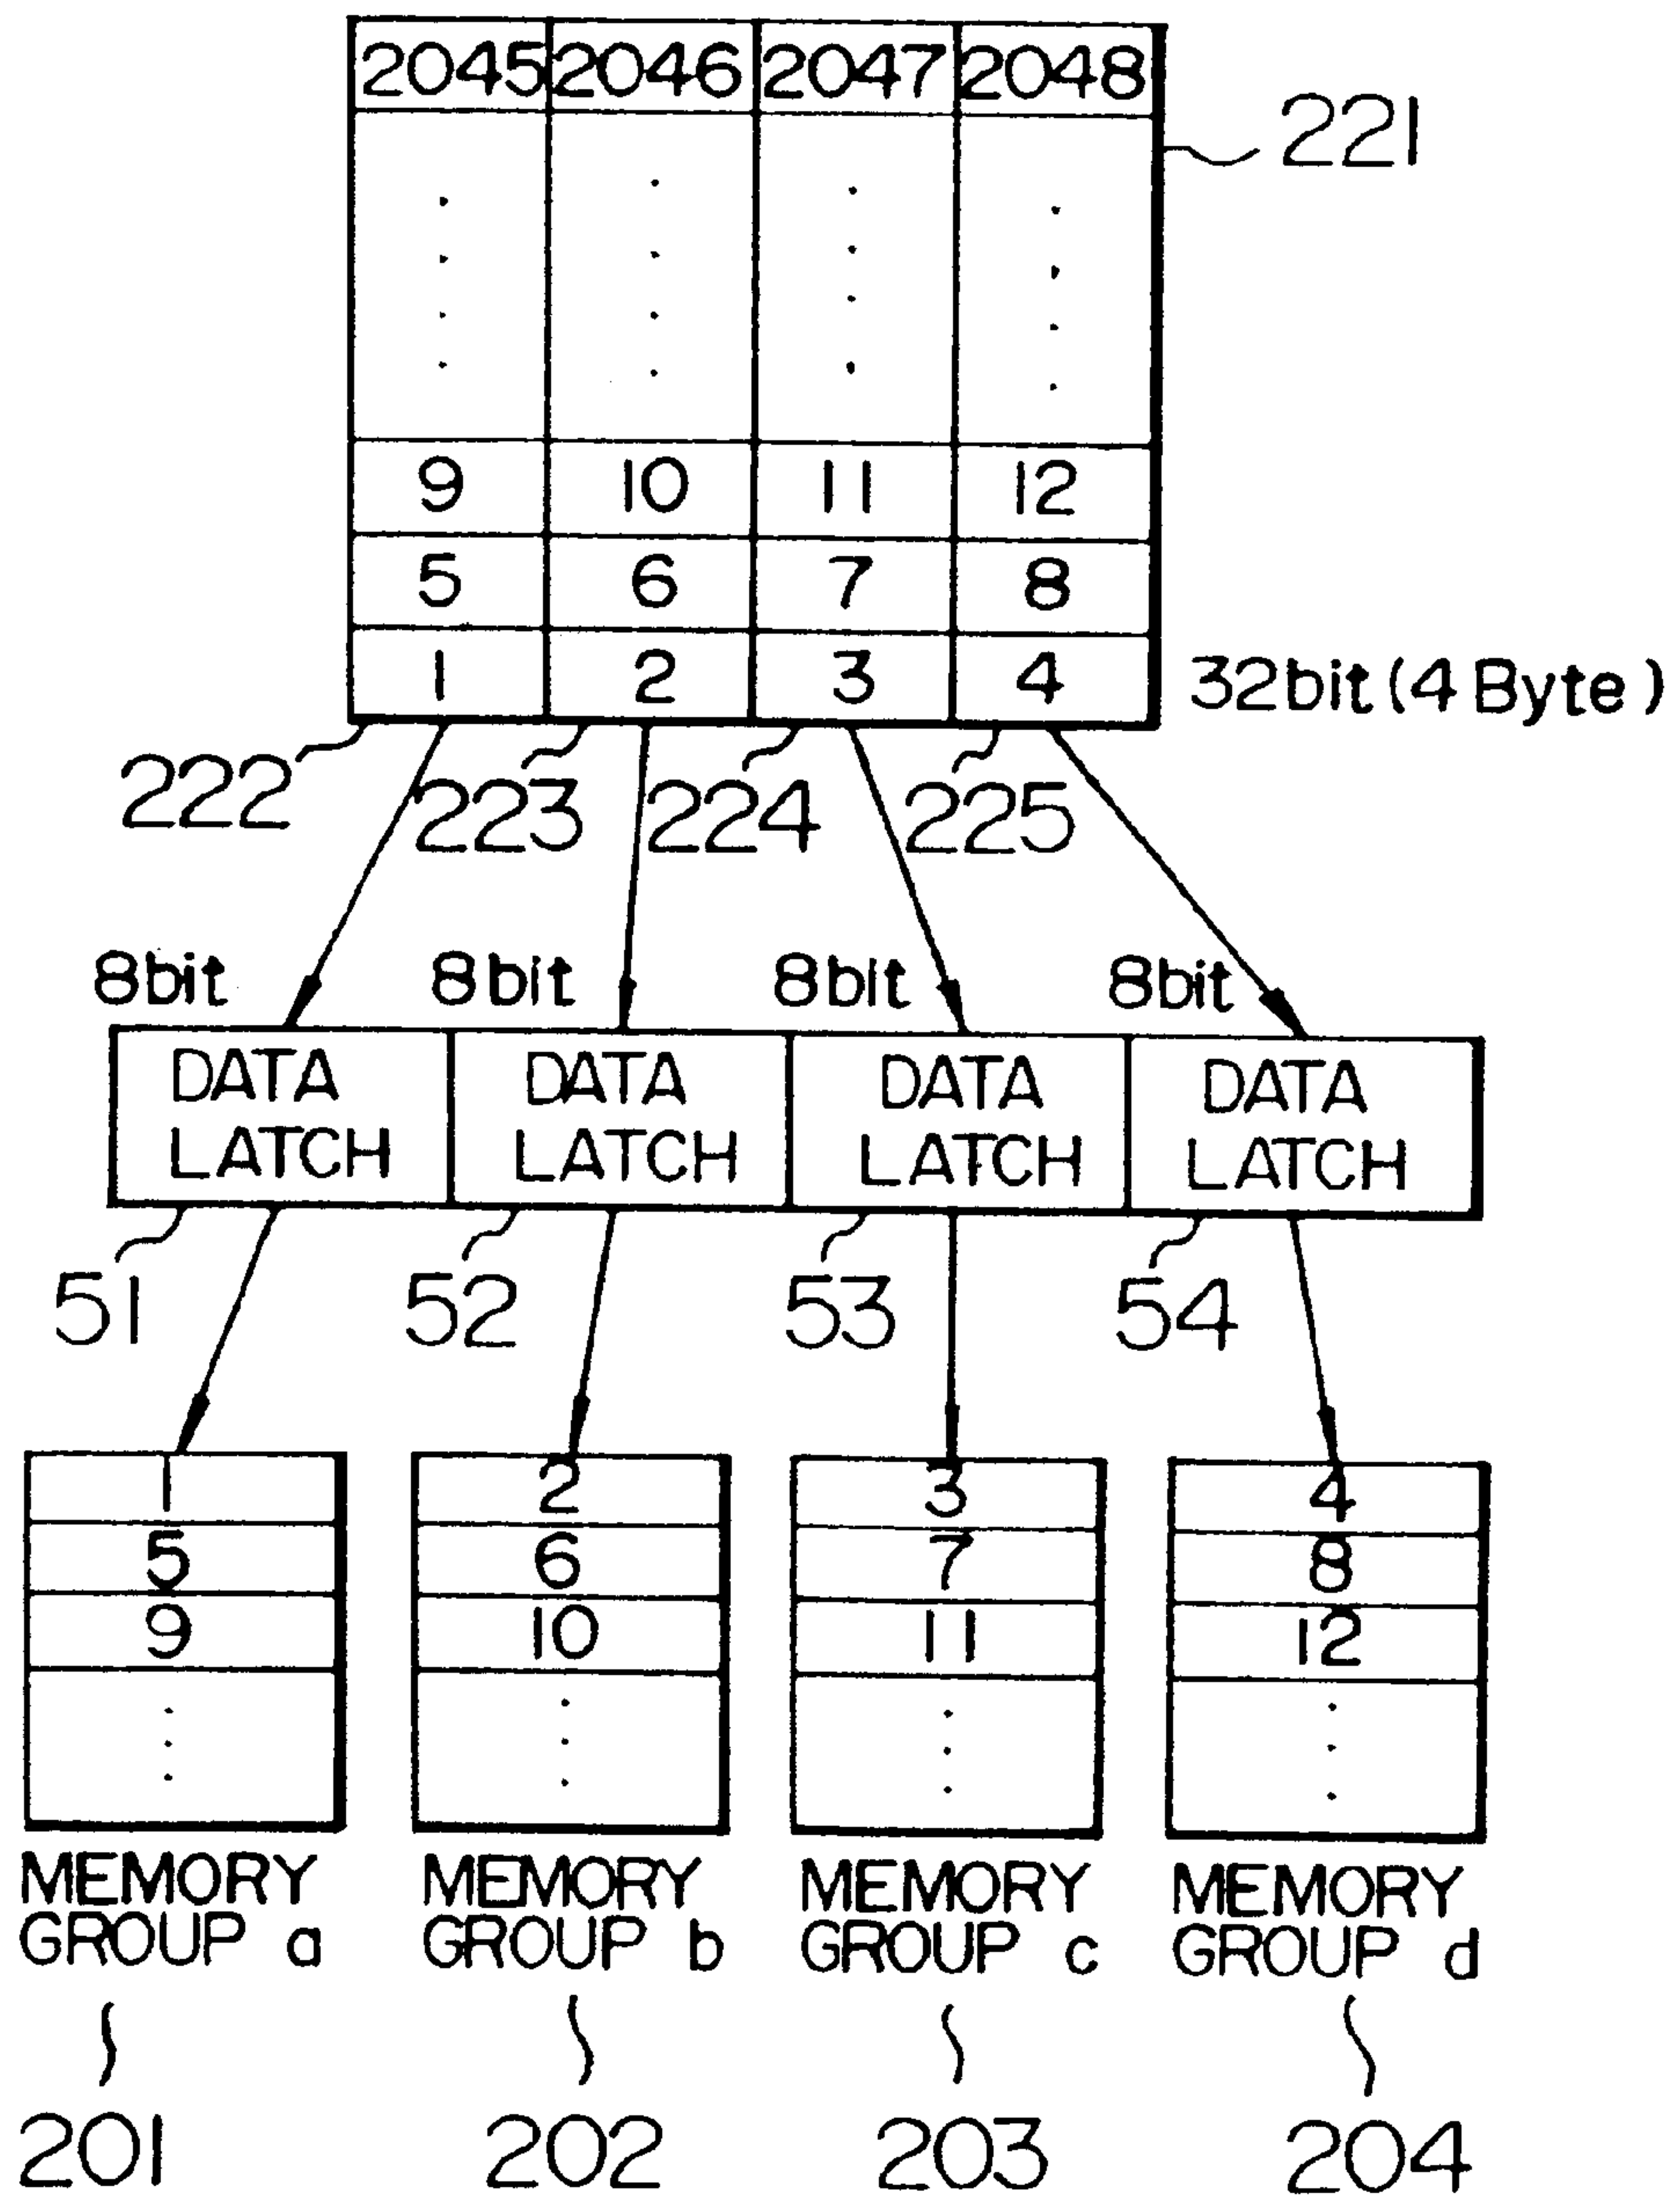 2045 2046 2047 2048
221
9 10 11 12
5 6 7 8
1 2 3 4
32bit (4 Byte)
222 223 224 225
8bit 8bit 8bit 8bit
DATA DATA DATA DATA
LATCH LATCH LATCH LATCH
51 52 53 54
1 2 3 4
5 6 7 8
9 10 11 12
MEMORY MEMORY MEMORY MEMORY
GROUP a GROUP b GROUP c GROUP d
201 202 203 204